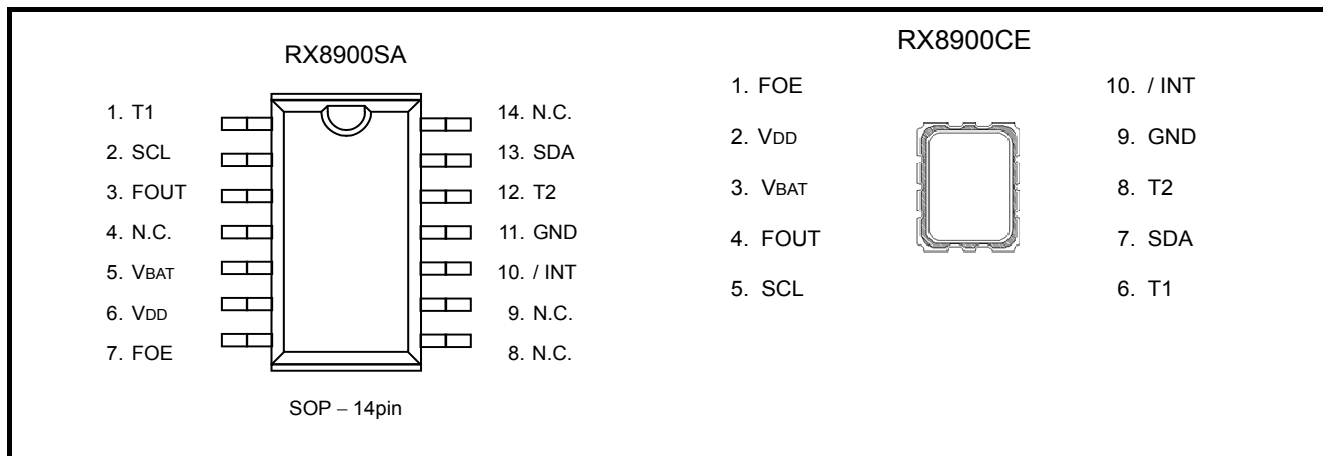 RX8900SA
1. T1
2. SCL
3. FOUT
4. N.C.
5. VBAT
6. VDD
7. FOE
14. N.C.
13. SDA
12. T2
11. GND
10. / INT
9. N.C.
8. N.C.
SOP – 14pin
RX8900CE
1. FOE
2. VDD
3. VBAT
4. FOUT
5. SCL
10. / INT
9. GND
8. T2
7. SDA
6. T1